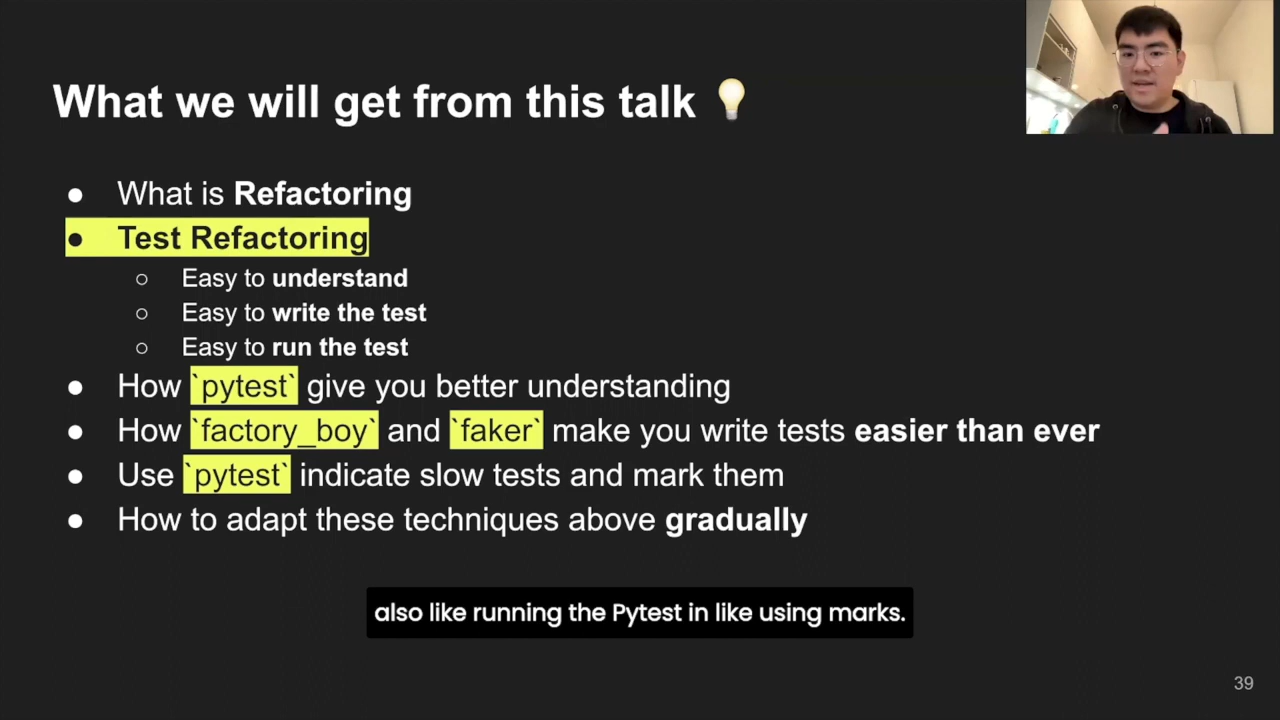 What we will get from this talk 💡
● What is Refactoring
● Test Refactoring
○ Easy to understand
○ Easy to write the test
○ Easy to run the test
● How `pytest` give you better understanding
● How `factory_boy` and `faker` make you write tests easier than ever
● Use `pytest` indicate slow tests and mark them
● How to adapt these techniques above gradually
also like running the Pytest in like using marks.
39